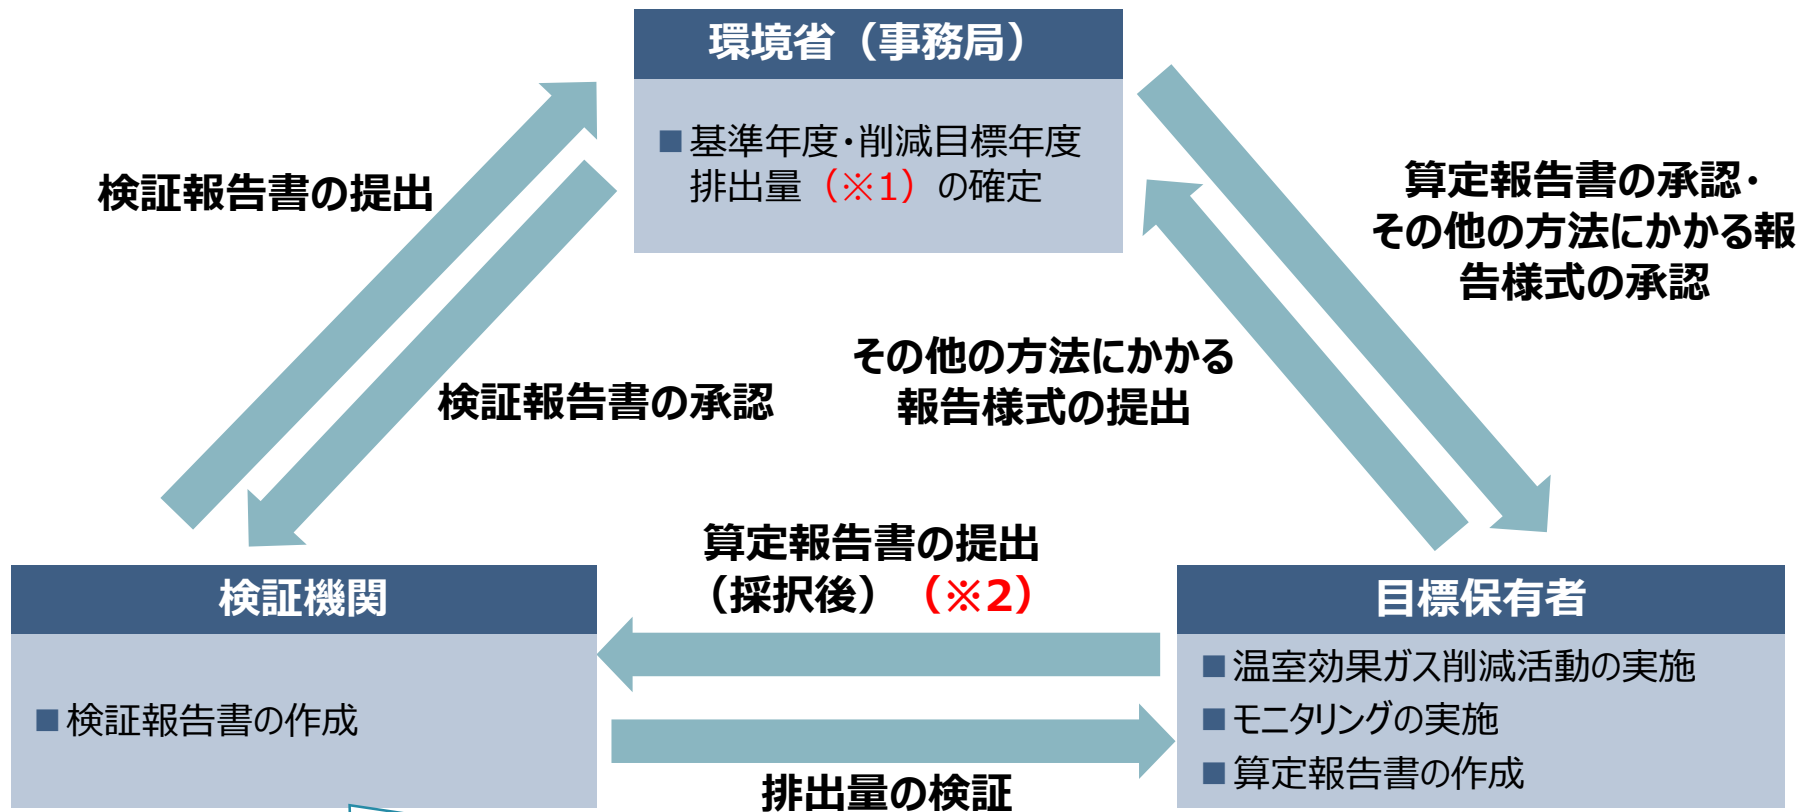 環境省（事務局）
■基準年度・削減目標年度
排出量（※1）の確定
検証報告書の提出
算定報告書の承認・
その他の方法にかかる報
告様式の承認
検証報告書の承認
その他の方法にかかる
報告様式の提出
算定報告書の提出
（採択後）（※2）
検証機関
■検証報告書の作成
目標保有者
■温室効果ガス削減活動の実施
■モニタリングの実施
■算定報告書の作成
排出量の検証